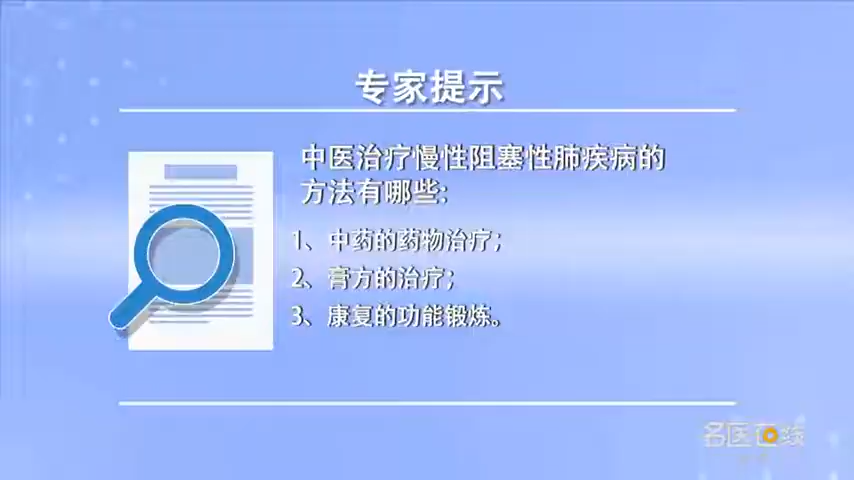 专家提示
中医治疗慢性阻塞性肺疾病的
方法有哪些:
1、中药的药物治疗;
2、膏方的治疗;
3、康复的功能锻炼。
名医在线